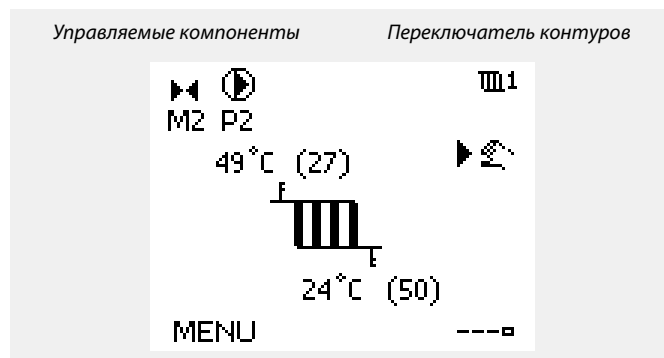 Управляемые компоненты Переключатель контуров
1
M2 P2
49°C (27)
24°C (50)
MENU ---